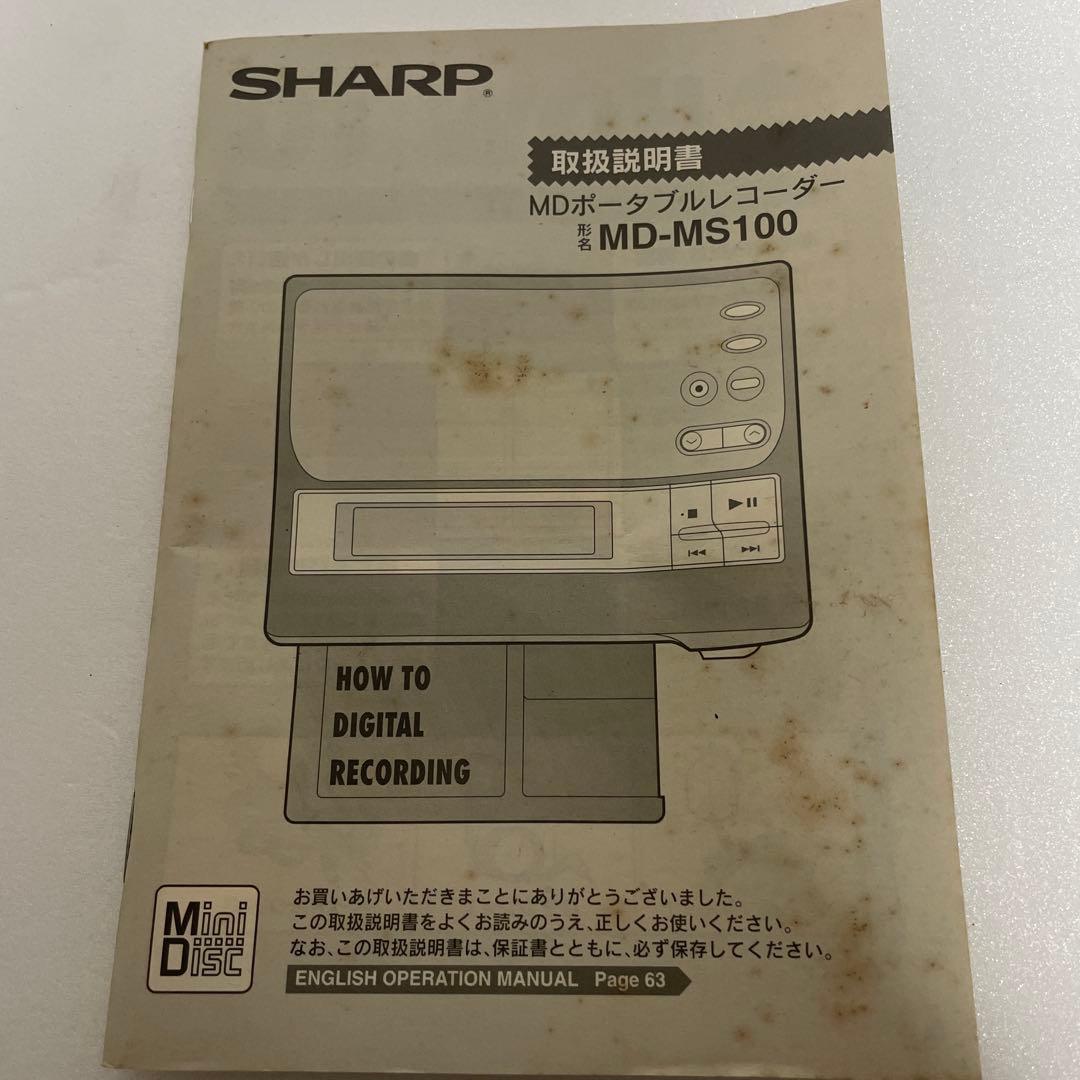 SHARP®
取扱説明書
MDポータブルレコーダー
形名 MD-MS100
HOW TO
DIGITAL
RECORDING
Mini
Disc
お買いあげいただきまことにありがとうございました。
この取扱説明書をよくお読みのうえ、正しくお使いください。
なお、この取扱説明書は、保証書とともに、必ず保存してください。
ENGLISH OPERATION MANUAL Page 63